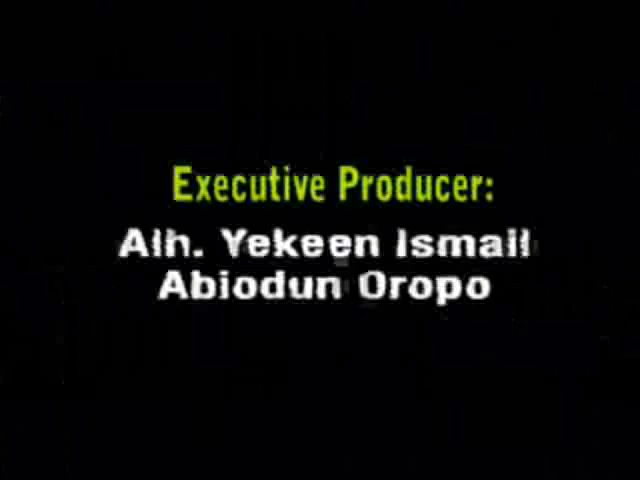 Executive Producer:
Alh. Yekeen Ismail
Abiodun Oropo